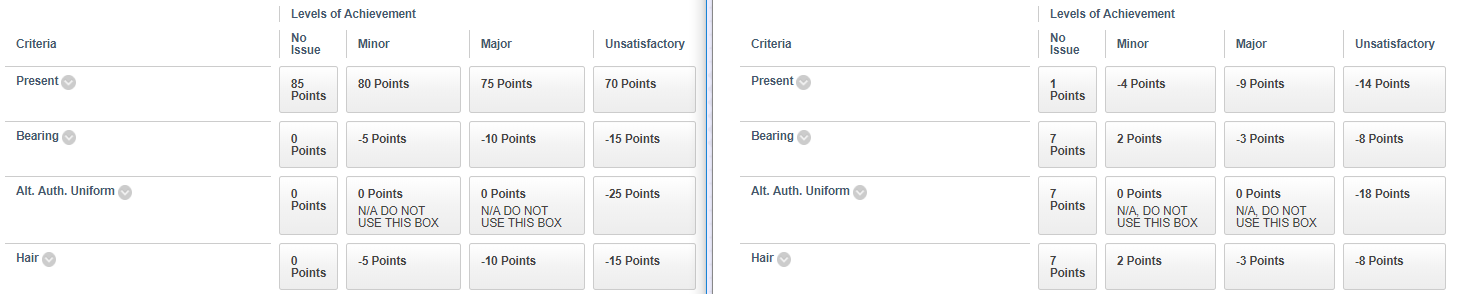 Levels of Achievement
Criteria No Issue Minor Major Unsatisfactory
Present 85 Points 80 Points 75 Points 70 Points
Bearing 0 Points -5 Points -10 Points -15 Points
Alt. Auth. Uniform 0 Points 0 Points N/A DO NOT USE THIS BOX 0 Points N/A DO NOT USE THIS BOX -25 Points
Hair 0 Points -5 Points -10 Points -15 Points
Levels of Achievement
Criteria No Issue Minor Major Unsatisfactory
Present 1 Points -4 Points -9 Points -14 Points
Bearing 7 Points 2 Points -3 Points -8 Points
Alt. Auth. Uniform 7 Points 0 Points N/A, DO NOT USE THIS BOX 0 Points N/A, DO NOT USE THIS BOX -18 Points
Hair 7 Points 2 Points -3 Points -8 Points